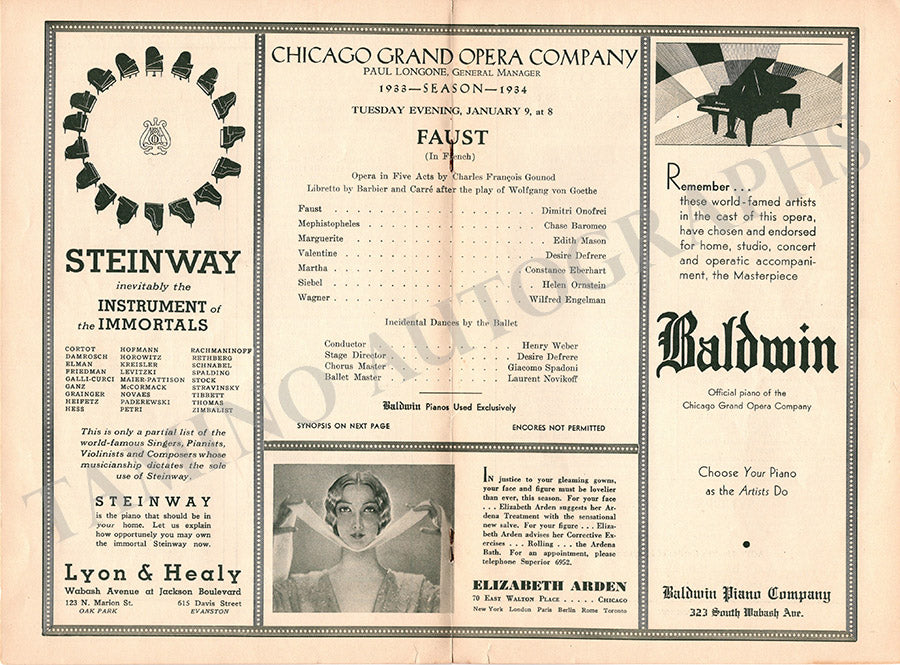 STEINWAY
inevitably the
INSTRUMENT of
the IMMORTALS
CORTOT HOFMANN RACHMANINOFF
DAMROSCH HOROWITZ RETHBERG
ELMAN KREISLER SCHNABEL
FRIEDMAN LEVITZKI SPALDING
GALLI-CURCI MAIER-PATTISON STOCK
GANZ McCORMACK STRAVINSKY
GRAINGER NOVAES TIBBETT
HEIFETZ PADEREWSKI THOMAS
HESS PETRI ZIMBALIST
This is only a partial list of the
world-famous Singers, Pianists,
Violinists and Composers whose
musicianship dictates the sole
use of Steinway.
STEINWAY
is the piano that should be in
your home. Let us explain
how opportunely you may own
the immortal Steinway now.
Lyon & Healy
Wabash Avenue at Jackson Boulevard
123 N. Marion St. 615 Davis Street
OAK PARK EVANSTON
CHICAGO GRAND OPERA COMPANY
PAUL LONGONE, GENERAL MANAGER
1933—SEASON—1934
TUESDAY EVENING, JANUARY 9, at 8
FAUST
(In French)
Opera in Five Acts by Charles François Gounod
Libretto by Barbier and Carré after the play of Wolfgang von Goethe
Faust . . . . . . . . . . . . . . . Dimitri Onofrei
Mephistopheles . . . . . . . . . . . . Chase Baromeo
Marguerite . . . . . . . . . . . . . Edith Mason
Valentine . . . . . . . . . . . . . Desire Defrere
Martha . . . . . . . . . . . . . Constance Eberhart
Siebel . . . . . . . . . . . . . . Helen Ornstein
Wagner . . . . . . . . . . . . . Wilfred Engelman
Incidental Dances by the Ballet
Conductor . . . . . . . . . . Henry Weber
Stage Director . . . . . . . . . Desire Defrere
Chorus Master . . . . . . . . Giacomo Spadoni
Ballet Master . . . . . . . . Laurent Novikoff
Baldwin Pianos Used Exclusively
SYNOPSIS ON NEXT PAGE ENCORES NOT PERMITTED
IN justice to your gleaming gowns,
your face and figure must be lovelier
than ever, this season. For your face
. . . Elizabeth Arden suggests her Ar-
dena Treatment with the sensational
new salve. For your figure . . . Eliza-
beth Arden advises her Corrective Ex-
ercises . . . Rolling . . . the Ardena
Bath. For an appointment, please
telephone Superior 6952.
ELIZABETH ARDEN
70 EAST WALTON PLACE . . . . . CHICAGO
New York London Paris Berlin Rome Toronto
Remember . . .
these world-famed artists
in the cast of this opera,
have chosen and endorsed
for home, studio, concert
and operatic accompani-
ment, the Masterpiece
Baldwin
Official piano of the
Chicago Grand Opera Company
Choose Your Piano
as the Artists Do
Baldwin Piano Company
323 South Wabash Ave.
TAMINO AUTOGRAPHS